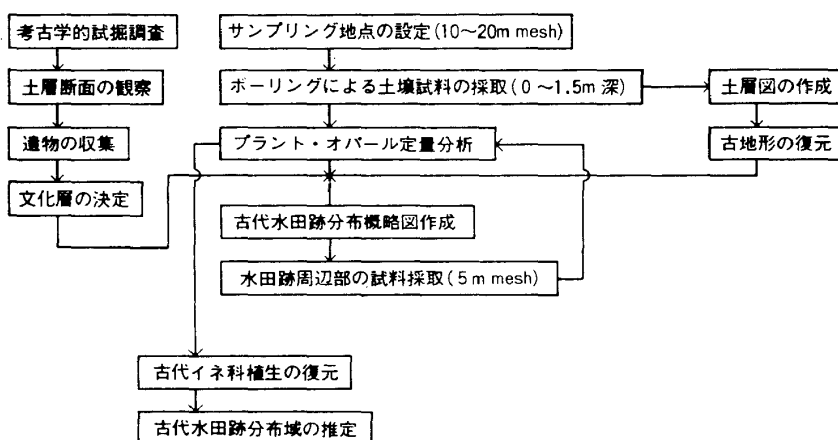 考古学的試掘調査
土層断面の観察
遺物の収集
文化層の決定
サンプリング地点の設定(10〜20m mesh)
ボーリングによる土壌試料の採取(0〜1.5m 深)
プラント・オパール定量分析
古代水田跡分布概略図作成
水田跡周辺部の試料採取(5m mesh)
土層図の作成
古地形の復元
古代イネ科植生の復元
古代水田跡分布域の推定